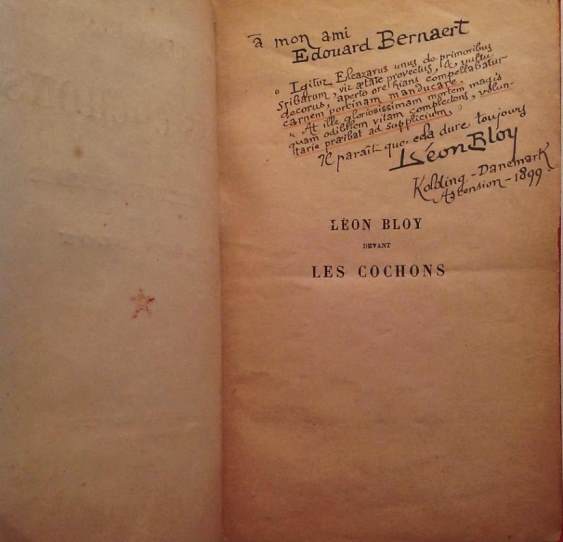 à mon ami
Edouard Bernaert
" Igitur Eleazarus unus de primoribus
Scribarum, vir ætate provectus, et vultu
decorus, aperto ore hians compellabatur
carnem porcinam manducare.
" At ille gloriosissimam mortem magis
quam odibilem vitam complectens, volun-
tarie præibat ad supplicium. "
Il paraît que cela dure toujours
Léon Bloy
Kolding - Danemark
Ascension - 1899
LÉON BLOY
DEVANT
LES COCHONS